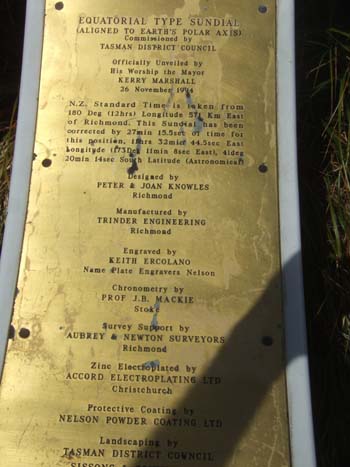 EQUATORIAL TYPE SUNDIAL
(ALIGNED TO EARTH'S POLAR AXIS)
Commissioned by
TASMAN DISTRICT COUNCIL
Officially Unveiled by
His Worship the Mayor
KERRY MARSHALL
26 November 1994
N.Z. Standard Time is taken from
180 Deg (12hrs) Longitude Km East
of Richmond. This Sundial has been
corrected by 27min 15.5sec of time for
this position, 11hrs 32min 44.5sec East
Longitude (173Deg 11min 8sec East), 41deg
20min 14sec South Latitude (Astronomical)
Designed by
PETER & JOAN KNOWLES
Richmond
Manufactured by
TRINDER ENGINEERING
Richmond
Engraved by
KEITH ERCOLANO
Name Plate Engravers Nelson
Chronometry by
PROF J.B. MACKIE
Stoke
Survey Support by
AUBREY & NEWTON SURVEYORS
Richmond
Zinc Electroplated by
ACCORD ELECTROPLATING LTD
Christchurch
Protective Coating by
NELSON POWDER COATING LTD
Landscaping by
TASMAN DISTRICT COUNCIL